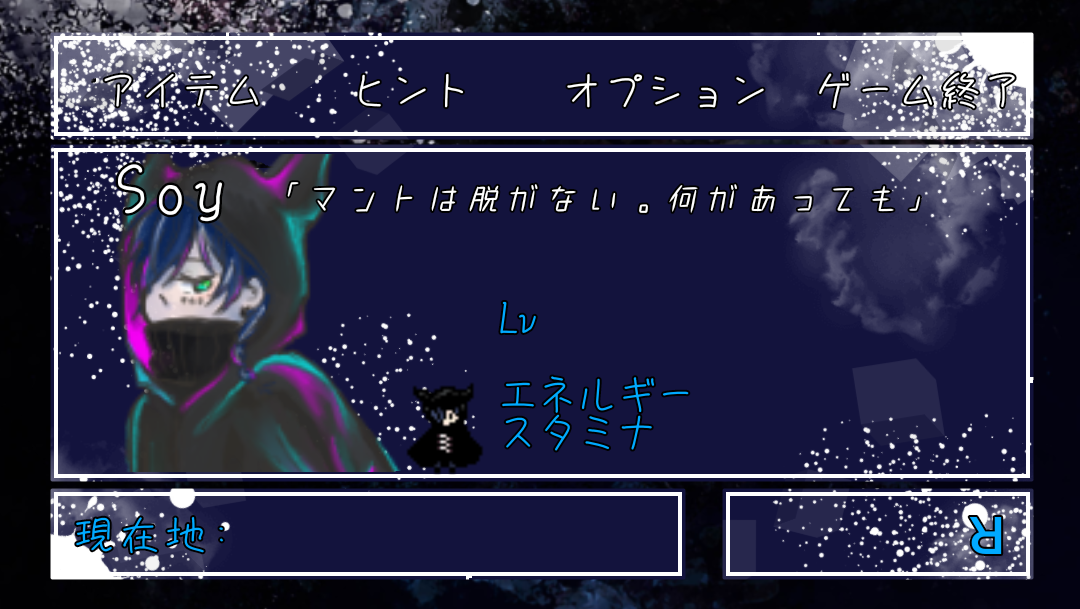 アイテム ヒント オプション ゲーム終了
Soy 「マントは脱がない。何があっても」
Lv
エネルギー
スタミナ
現在地: